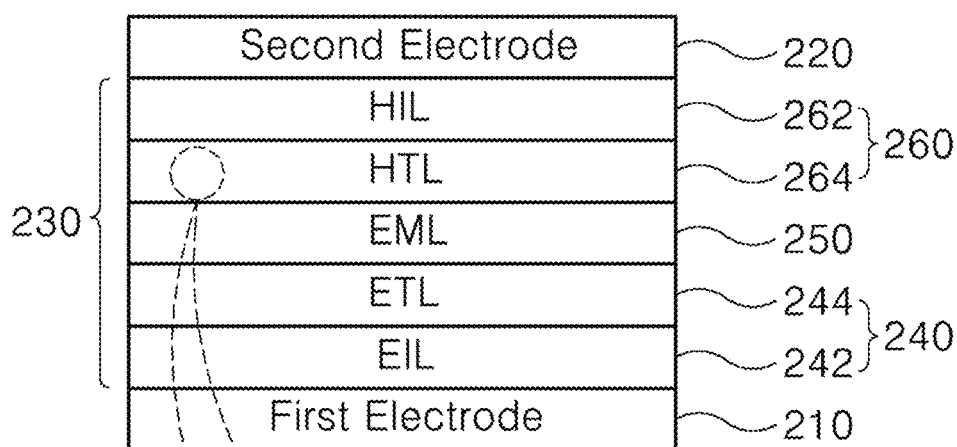 Second Electrode 220
HIL 262
260
HTL 264
230
EML 250
ETL 244
240
EIL 242
First Electrode 210